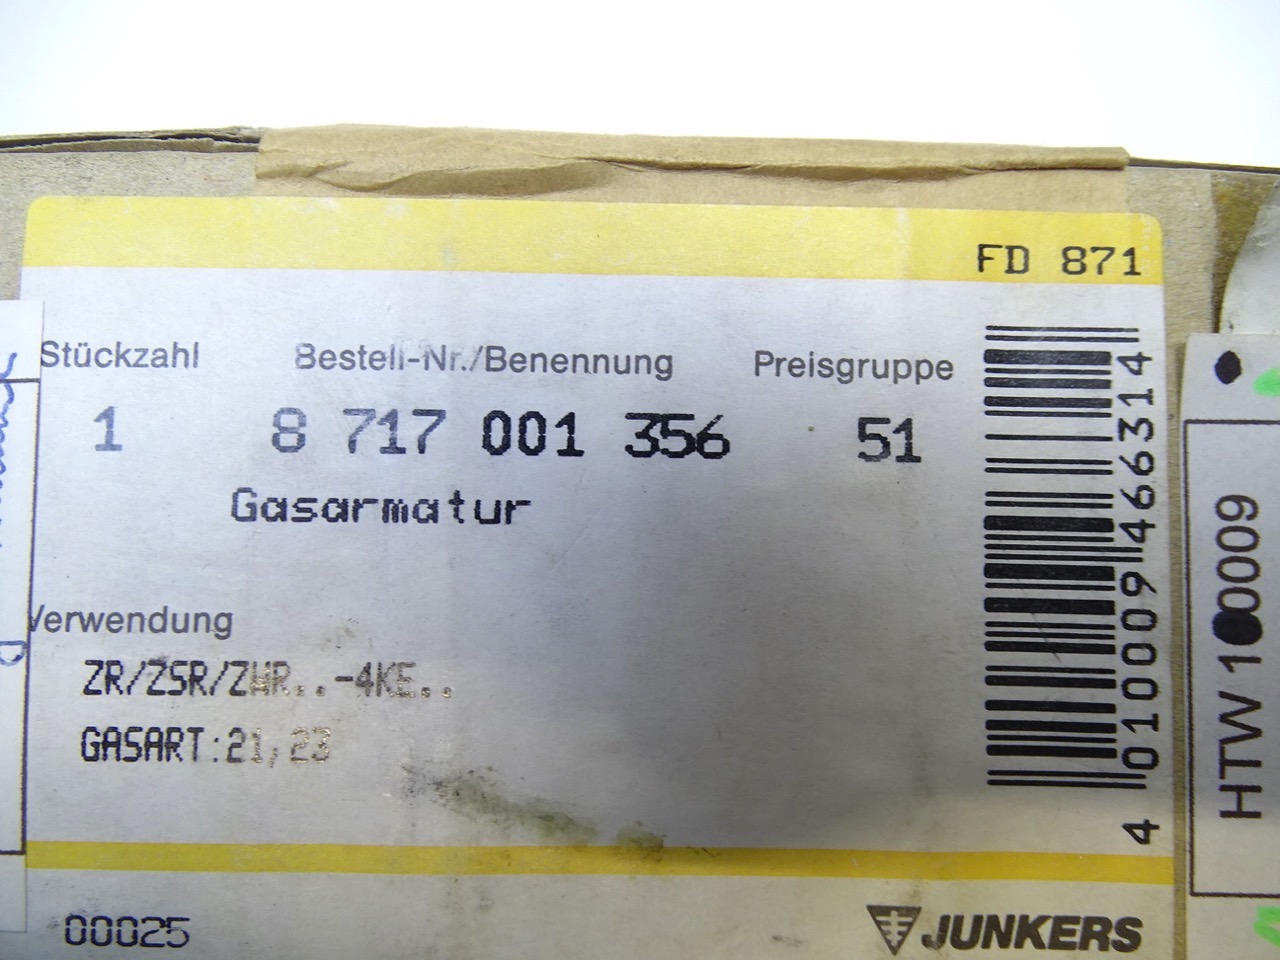 FD 871
Stückzahl Bestell-Nr./Benennung Preisgruppe
1 8 717 001 356 51
Gasarmatur
Verwendung
ZR/ZSR/ZWR..-4KE..
GASART:21,23
00025
JUNKERS
4 010009 466314
HTW 1 0009